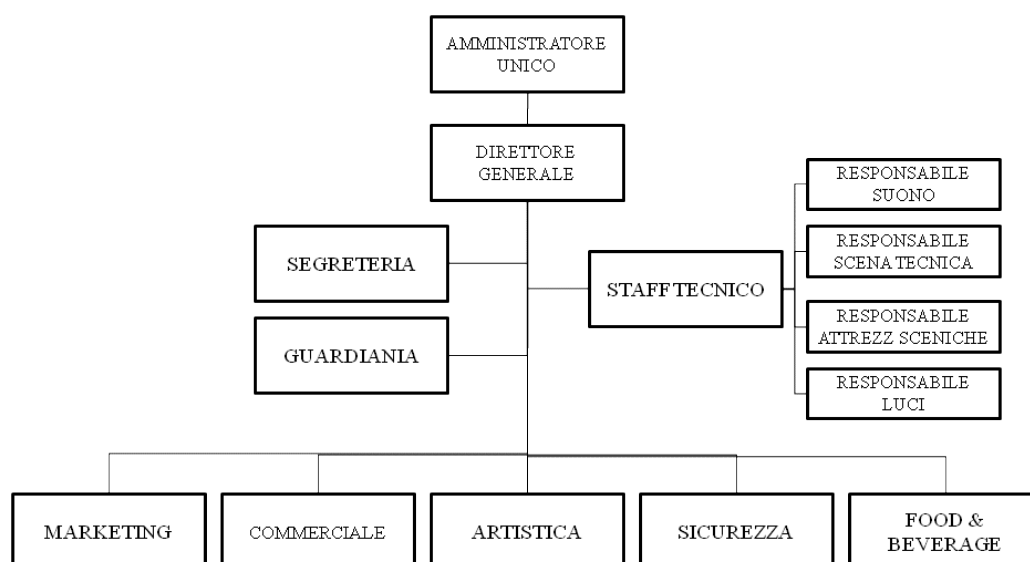 AMMINISTRATORE
UNICO
DIRETTORE
GENERALE
RESPONSABILE
SUONO
SEGRETERIA
RESPONSABILE
SCENA TECNICA
STAFF TECNICO
GUARDIANIA
RESPONSABILE
ATTREZZ SCENICHE
RESPONSABILE
LUCI
MARKETING
COMMERCIALE
ARTISTICA
SICUREZZA
FOOD &
BEVERAGE